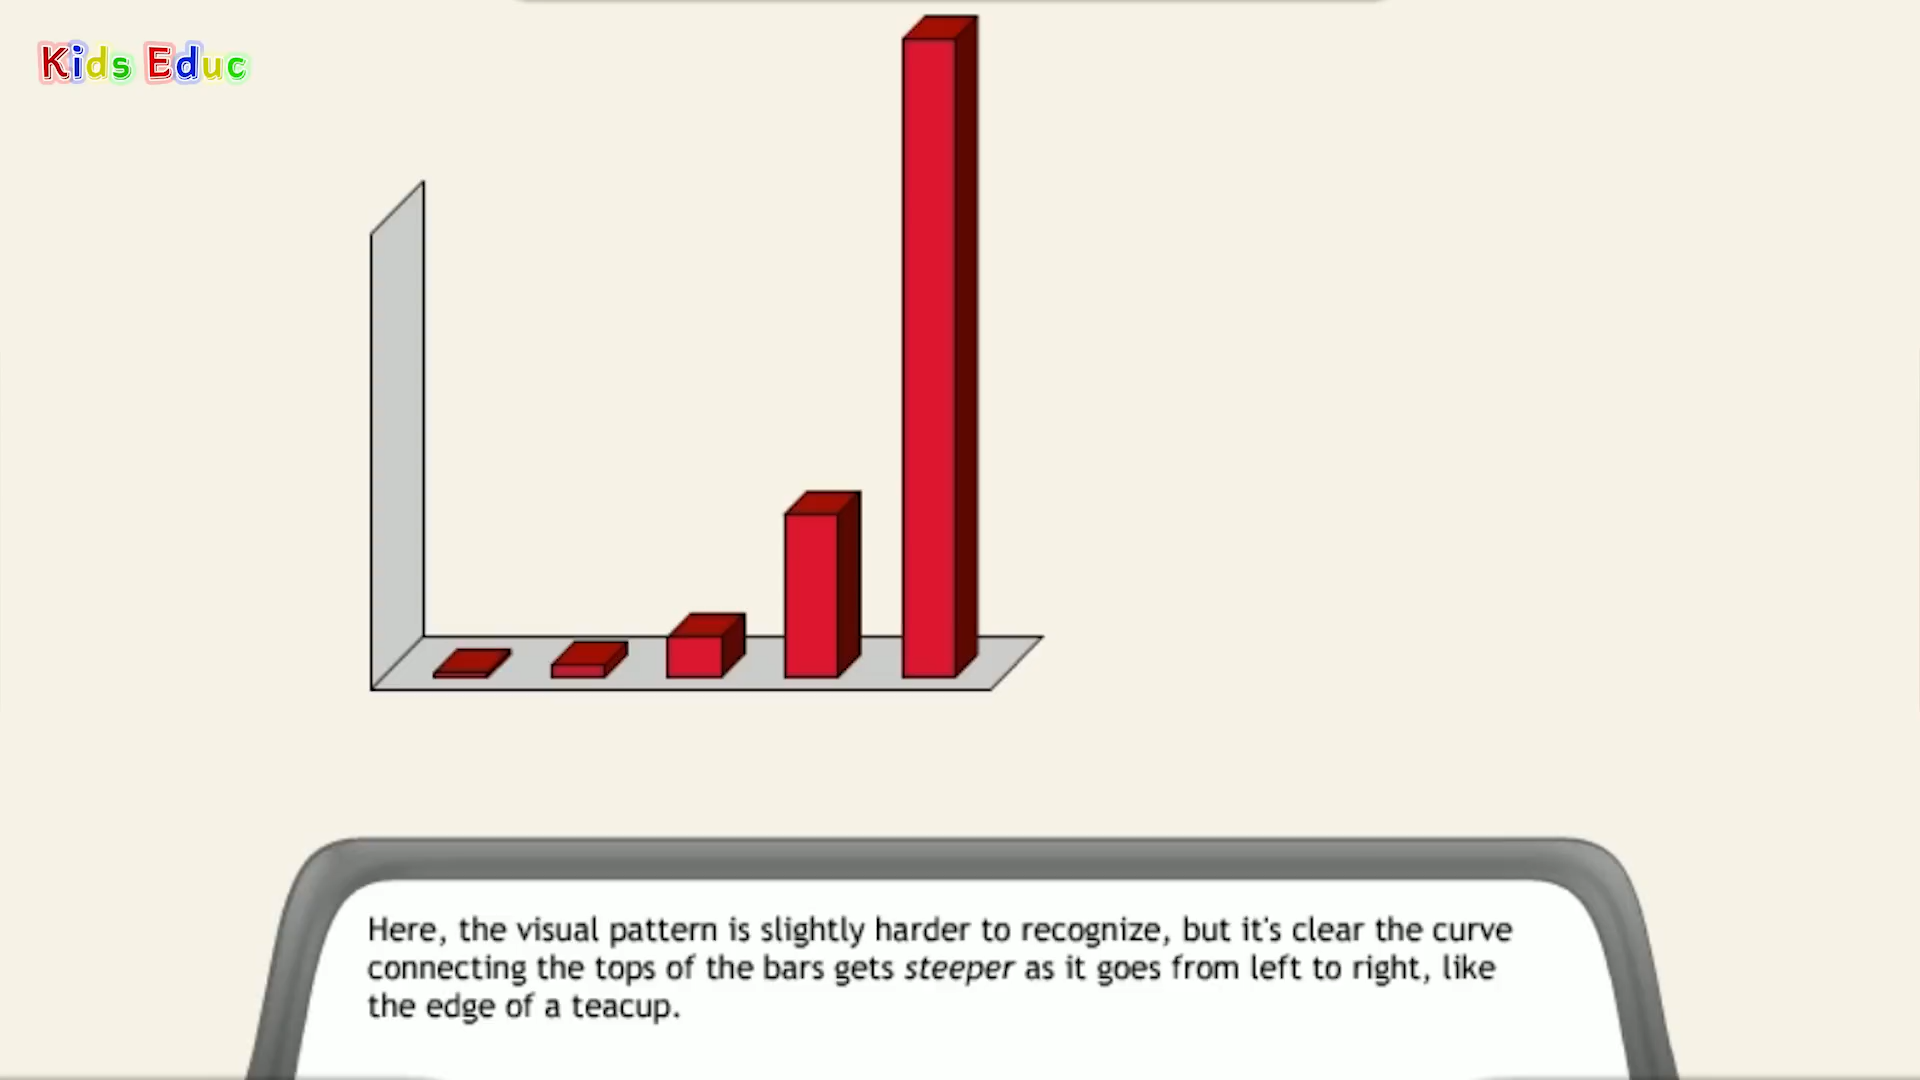 Kids Educ
Here, the visual pattern is slightly harder to recognize, but it's clear the curve
connecting the tops of the bars gets steeper as it goes from left to right, like
the edge of a teacup.